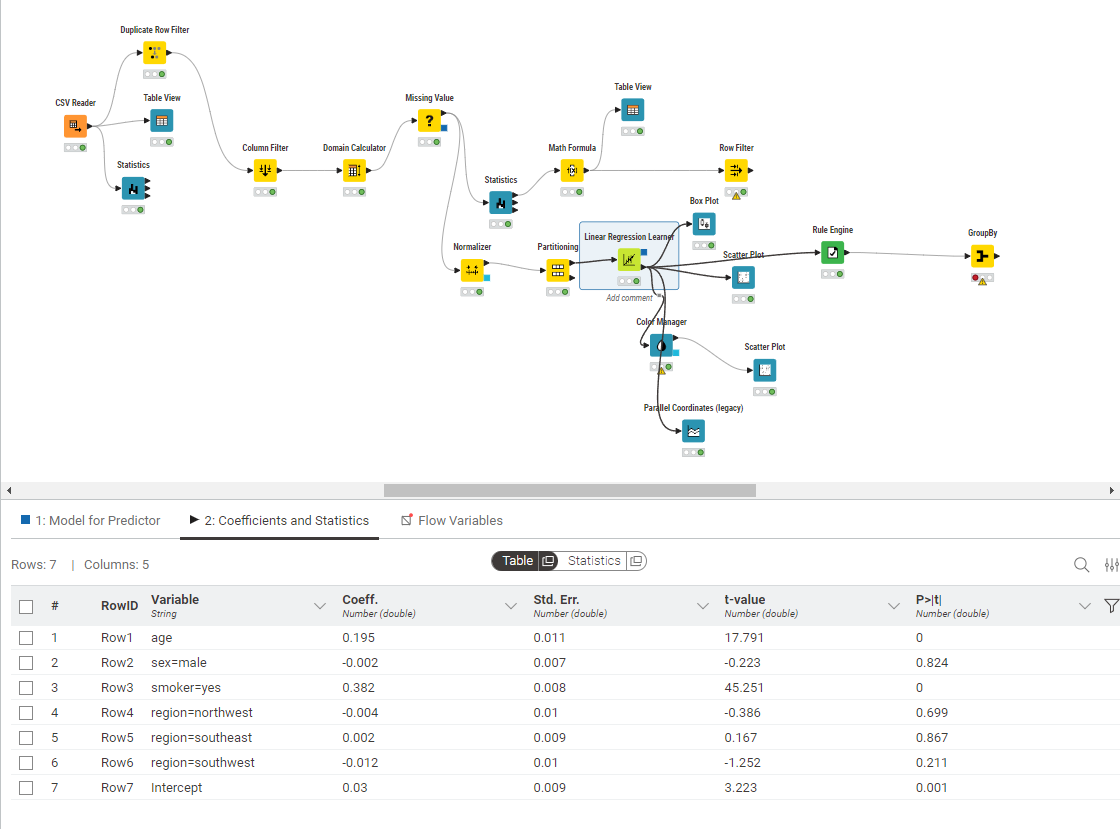 Duplicate Row Filter
CSV Reader
Table View
Statistics
Column Filter
Domain Calculator
Missing Value
?
Table View
Math Formula
Row Filter
Statistics
Box Plot
Normalizer
Partitioning
Linear Regression Learner
Scatter Plot
Rule Engine
GroupBy
Add comment
Color Manager
Scatter Plot
Parallel Coordinates (legacy)
1: Model for Predictor 2: Coefficients and Statistics Flow Variables
Rows: 7 | Columns: 5 Table Statistics
# RowID Variable Coeff. Std. Err. t-value P>|t|
String Number (double) Number (double) Number (double) Number (double)
1 Row1 age 0.195 0.011 17.791 0
2 Row2 sex=male -0.002 0.007 -0.223 0.824
3 Row3 smoker=yes 0.382 0.008 45.251 0
4 Row4 region=northwest -0.004 0.01 -0.386 0.699
5 Row5 region=southeast 0.002 0.009 0.167 0.867
6 Row6 region=southwest -0.012 0.01 -1.252 0.211
7 Row7 Intercept 0.03 0.009 3.223 0.001